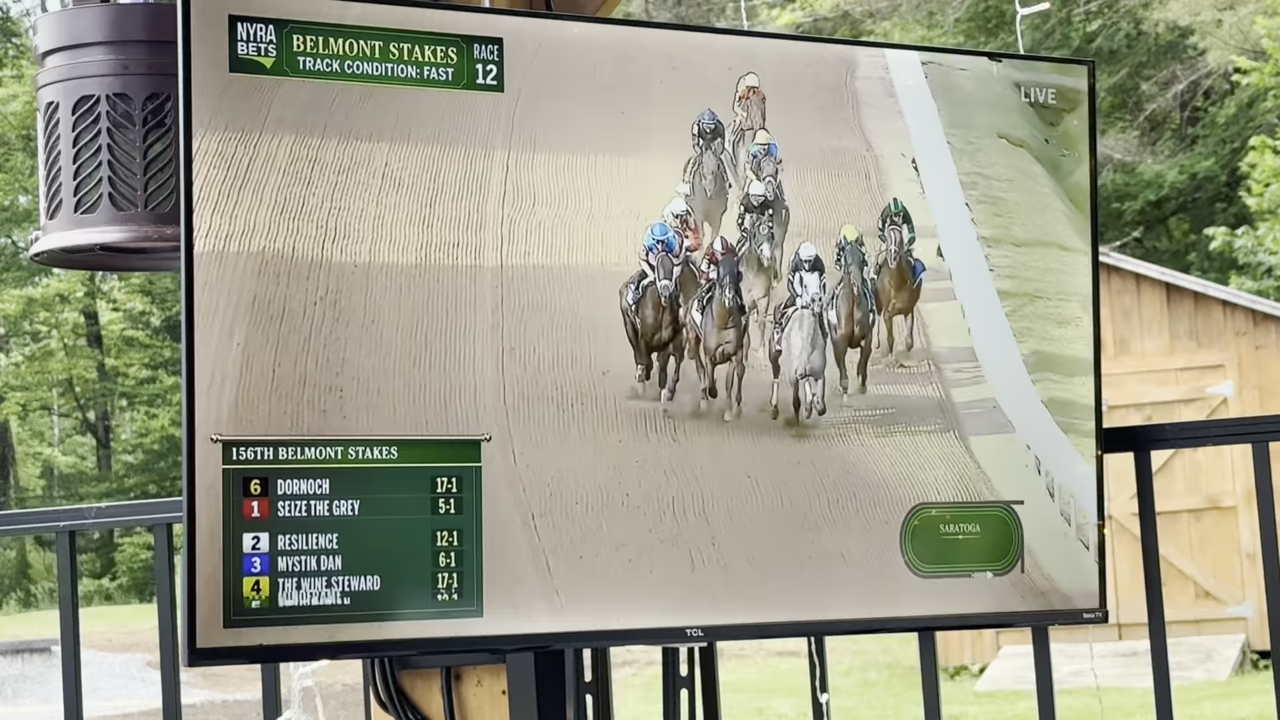 NYRA
BETS
BELMONT STAKES
TRACK CONDITION: FAST
RACE
12
LIVE
156TH BELMONT STAKES
6 DORNOCH 17-1
1 SEIZE THE GREY 5-1
2 RESILIENCE 12-1
3 MYSTIK DAN 6-1
4 THE WINE STEWARD 17-1
SARATOGA
TCL
Roku TV